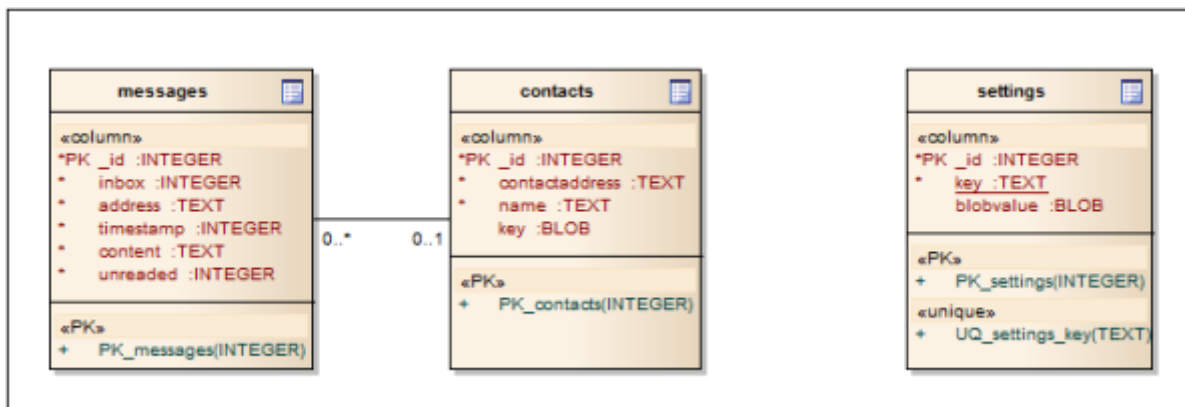 messages
«column»
*PK _id :INTEGER
* inbox :INTEGER
* address :TEXT
* timestamp :INTEGER
* content :TEXT
* unreaded :INTEGER
«PK»
+ PK_messages(INTEGER)
0..* 0..1
contacts
«column»
*PK _id :INTEGER
* contactaddress :TEXT
* name :TEXT
key :BLOB
«PK»
+ PK_contacts(INTEGER)
settings
«column»
*PK _id :INTEGER
* key :TEXT
blobvalue :BLOB
«PK»
+ PK_settings(INTEGER)
«unique»
+ UQ_settings_key(TEXT)